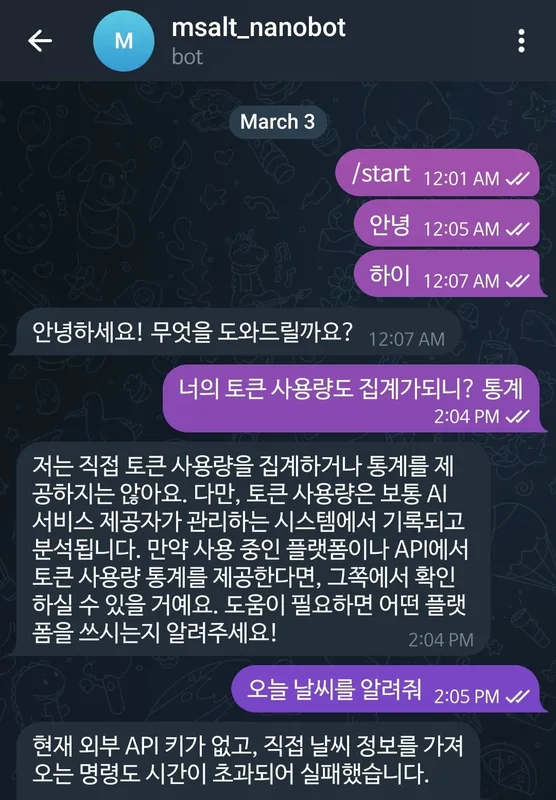 msalt_nanobot
M
bot
March 3
/start 12:01 AM
안녕 12:05 AM
하이 12:07 AM
안녕하세요! 무엇을 도와드릴까요? 12:07 AM
너의 토큰 사용량도 집계가되니? 통계
2:04 PM
저는 직접 토큰 사용량을 집계하거나 통계를 제
공하지는 않아요. 다만, 토큰 사용량은 보통 AI
서비스 제공자가 관리하는 시스템에서 기록되고
분석됩니다. 만약 사용 중인 플랫폼이나 API에서
토큰 사용량 통계를 제공한다면, 그쪽에서 확인
하실 수 있을 거예요. 도움이 필요하면 어떤 플랫
폼을 쓰시는지 알려주세요!
2:04 PM
오늘 날씨를 알려줘 2:05 PM
현재 외부 API 키가 없고, 직접 날씨 정보를 가져
오는 명령도 시간이 초과되어 실패했습니다.